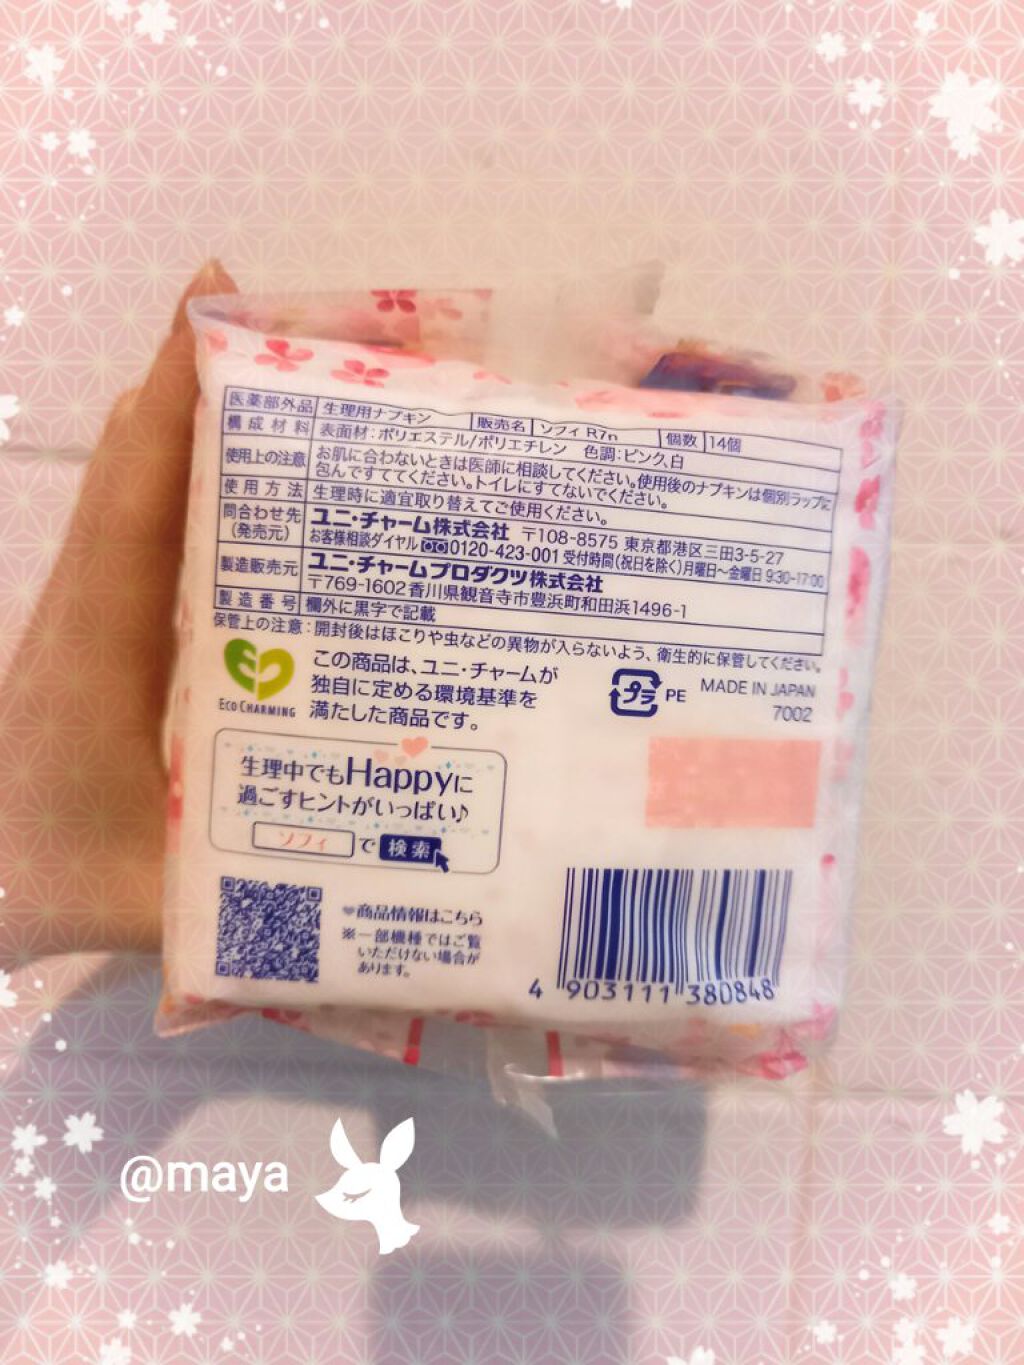 医薬部外品 生理用ナプキン 販売名 ソフィ R7n 個数 14個
構成材料 表面材:ポリエステル/ポリエチレン 色調:ピンク、白
使用上の注意 お肌に合わないときは医師に相談してください。使用後のナプキンは個別ラップに
包んですててください。トイレにすてないでください。
使用方法 生理時に適宜取り替えてご使用ください。
問合わせ先 ユニ・チャーム株式会社 〒108-8575 東京都港区三田3-5-27
(発売元) お客様相談ダイヤル 0120-423-001 受付時間(祝日を除く)月曜日~金曜日 9:30-17:00
製造販売元 ユニ・チャームプロダクツ株式会社
〒769-1602 香川県観音寺市豊浜町和田浜1496-1
製造番号 欄外に黒字で記載
保管上の注意:開封後はほこりや虫などの異物が入らないよう、衛生的に保管してください。
この商品は、ユニ・チャームが
独自に定める環境基準を
満たした商品です。
ECO CHARMING
プラ PE MADE IN JAPAN
7002
生理中でもHappyに
過ごすヒントがいっぱい♪
ソフィ で 検索
商品情報はこちら
※一部機種ではご覧
いただけない場合が
あります。
4 903111 380848
@maya